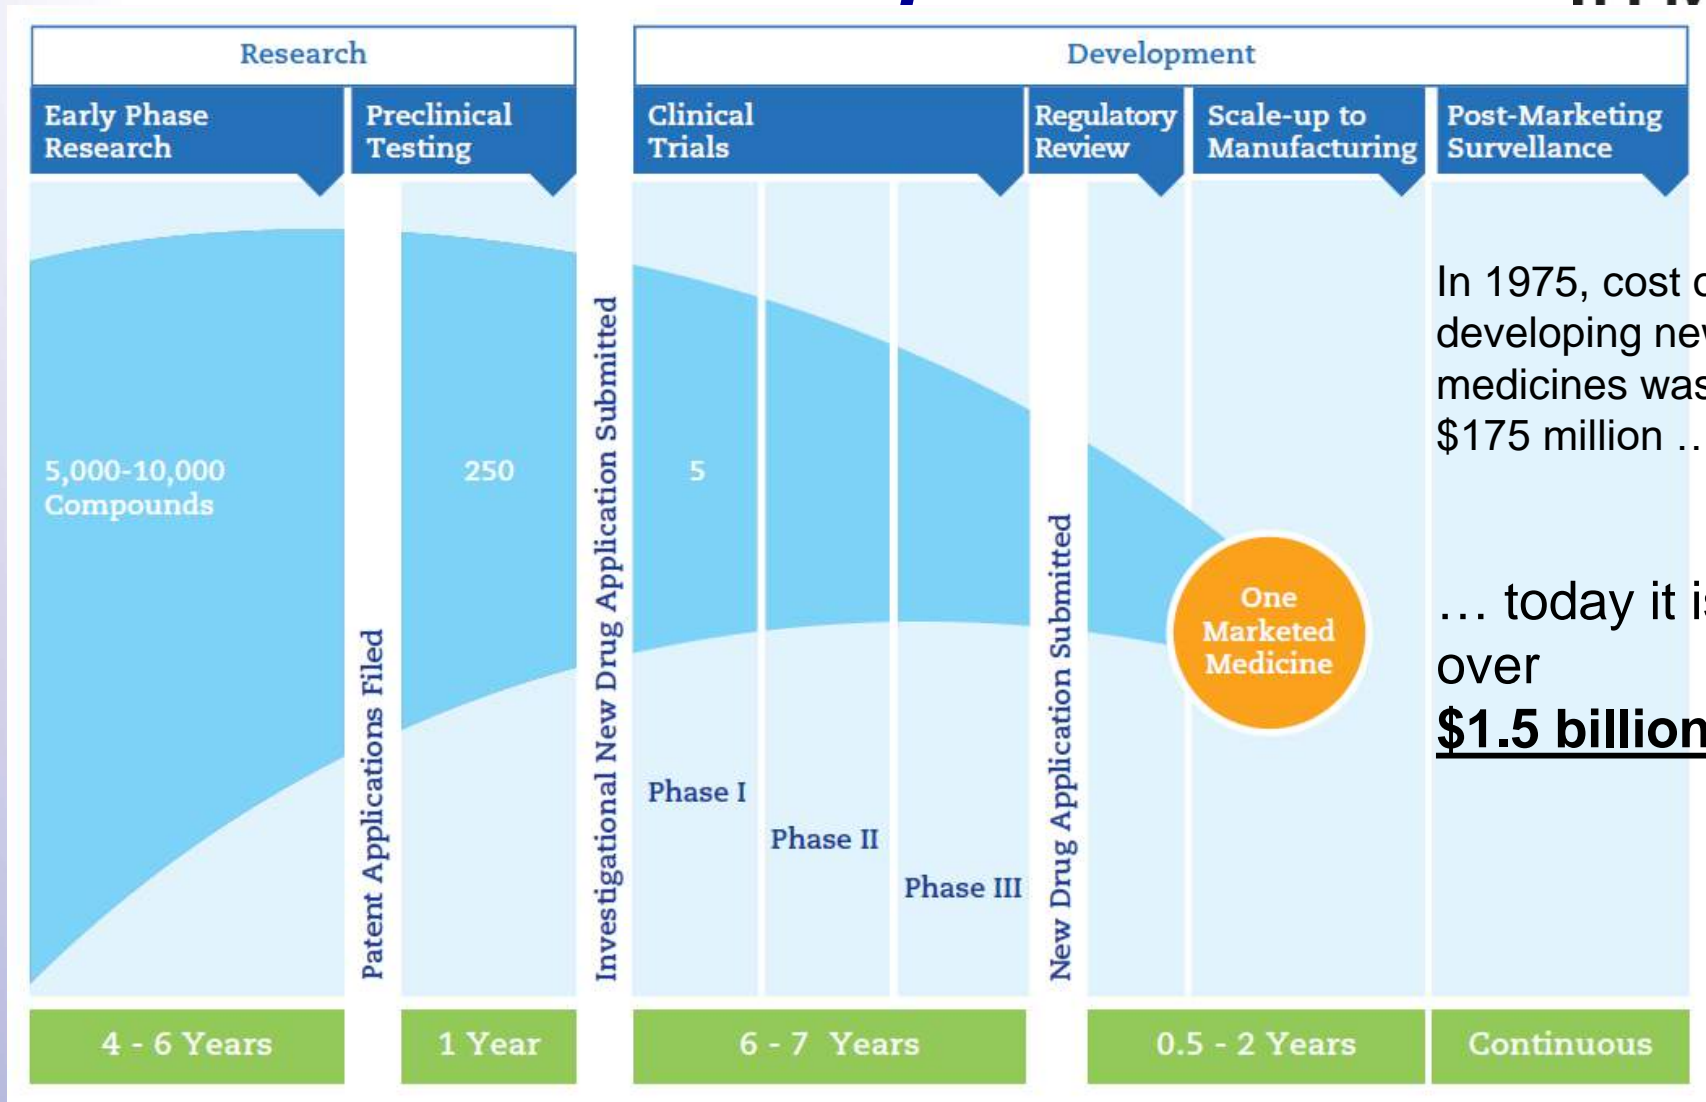 Research
Development
Early Phase
Research
Preclinical
Testing
Clinical
Trials
Regulatory
Review
Scale-up to
Manufacturing
Post-Marketing
Survellance
5,000-10,000
Compounds
Patent Applications Filed
250
Investigational New Drug Application Submitted
5
Phase I
Phase II
Phase III
New Drug Application Submitted
One
Marketed
Medicine
In 1975, cost
developing
medicines
$175 million …
… today it
over
$1.5 billion
4 - 6 Years
1 Year
6 - 7 Years
0.5 - 2 Years
Continuous